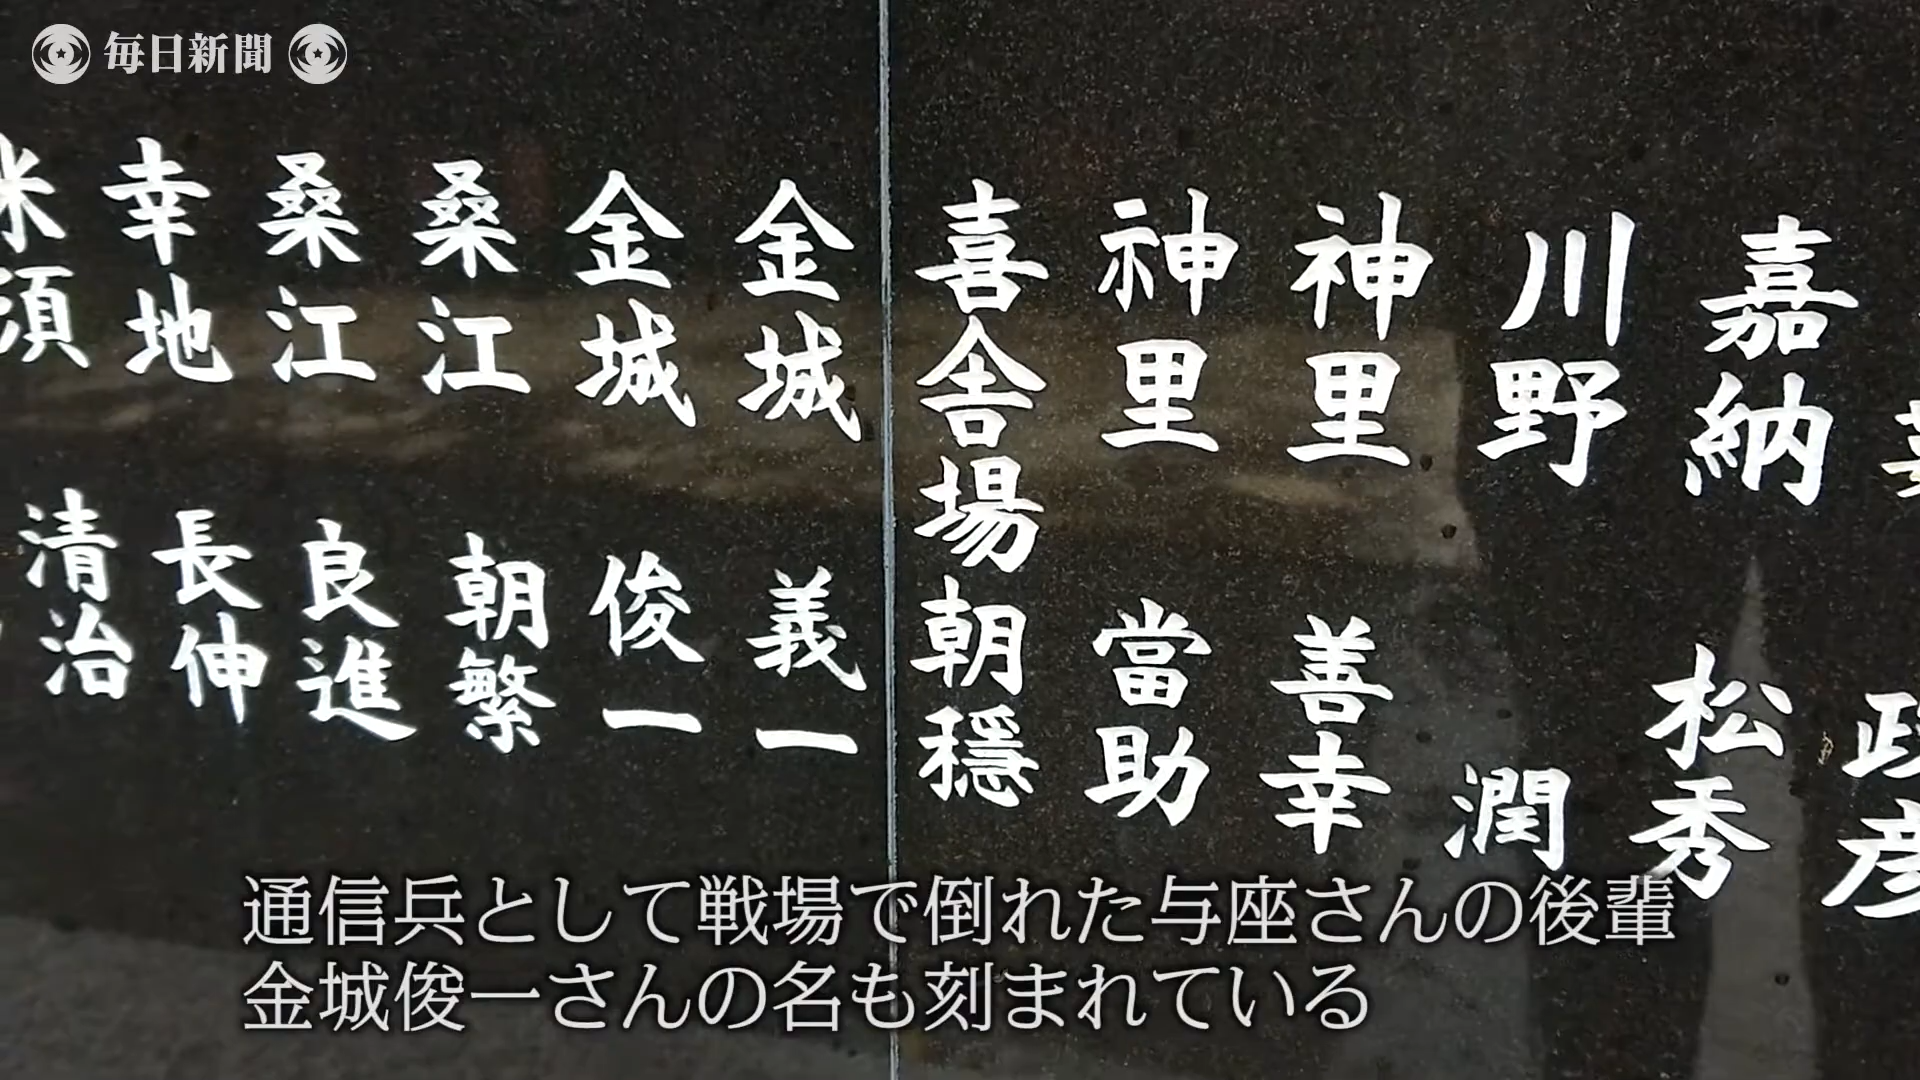 毎日新聞
嘉納 松秀
川野 潤
神里 善幸
神里 當助
喜舎場 朝穏
金城 義一
金城 俊一
桑江 朝繁
桑江 良進
幸地 長伸
米須 清治
政彦
通信兵として戦場で倒れた与座さんの後輩
金城俊一さんの名も刻まれている